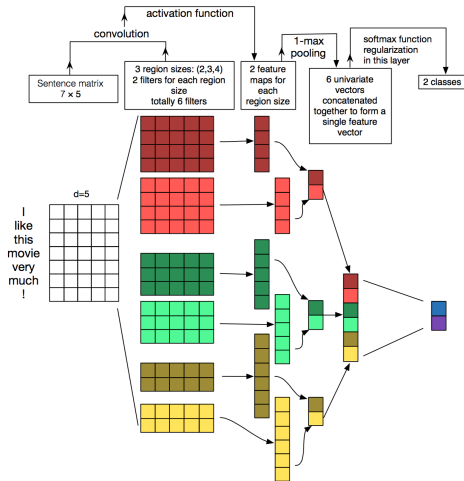 activation function
convolution
1-max
pooling
softmax function
regularization
in this layer
Sentence matrix
7 × 5
3 region sizes: (2,3,4)
2 filters for each region
size
totally 6 filters
2 feature
maps for
each
region size
6 univariate
vectors
concatenated
together to form a
single feature
vector
2 classes
d=5
I
like
this
movie
very
much
!